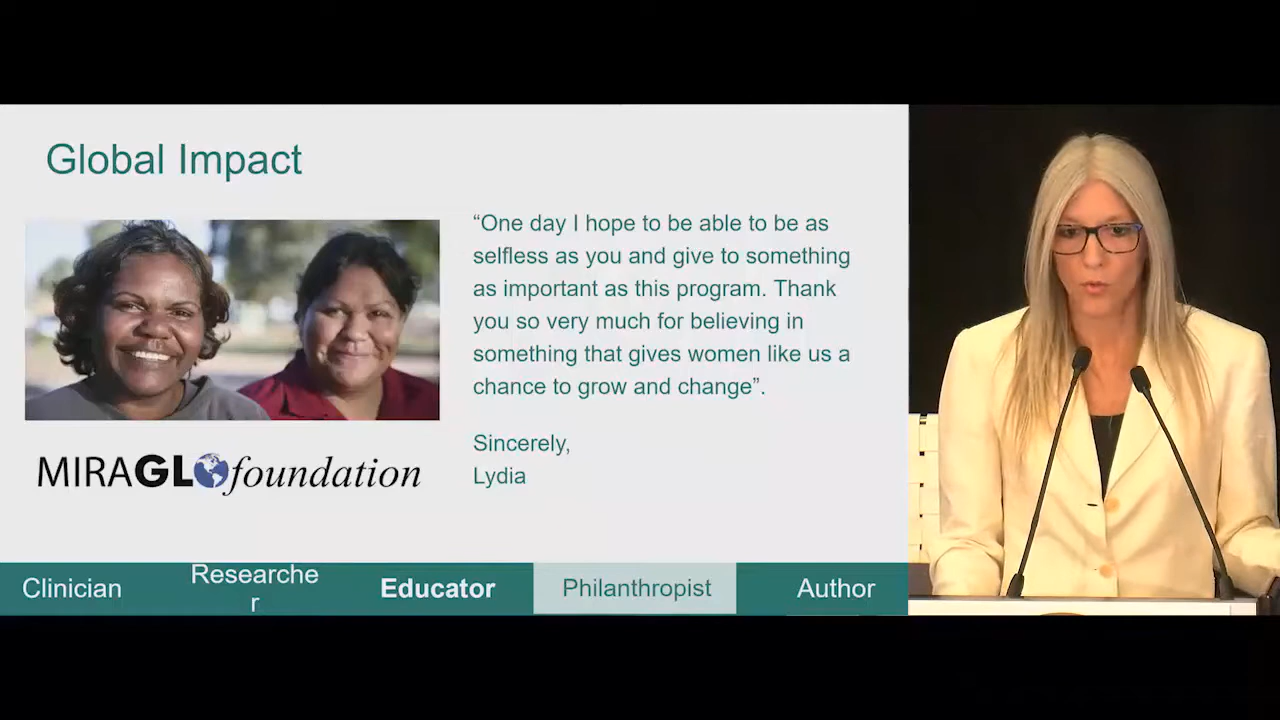 Global Impact
“One day I hope to be able to be as
selfless as you and give to something
as important as this program. Thank
you so very much for believing in
something that gives women like us a
chance to grow and change”.
Sincerely,
Lydia
MIRAGLO foundation
Clinician
Researche
r
Educator
Philanthropist
Author